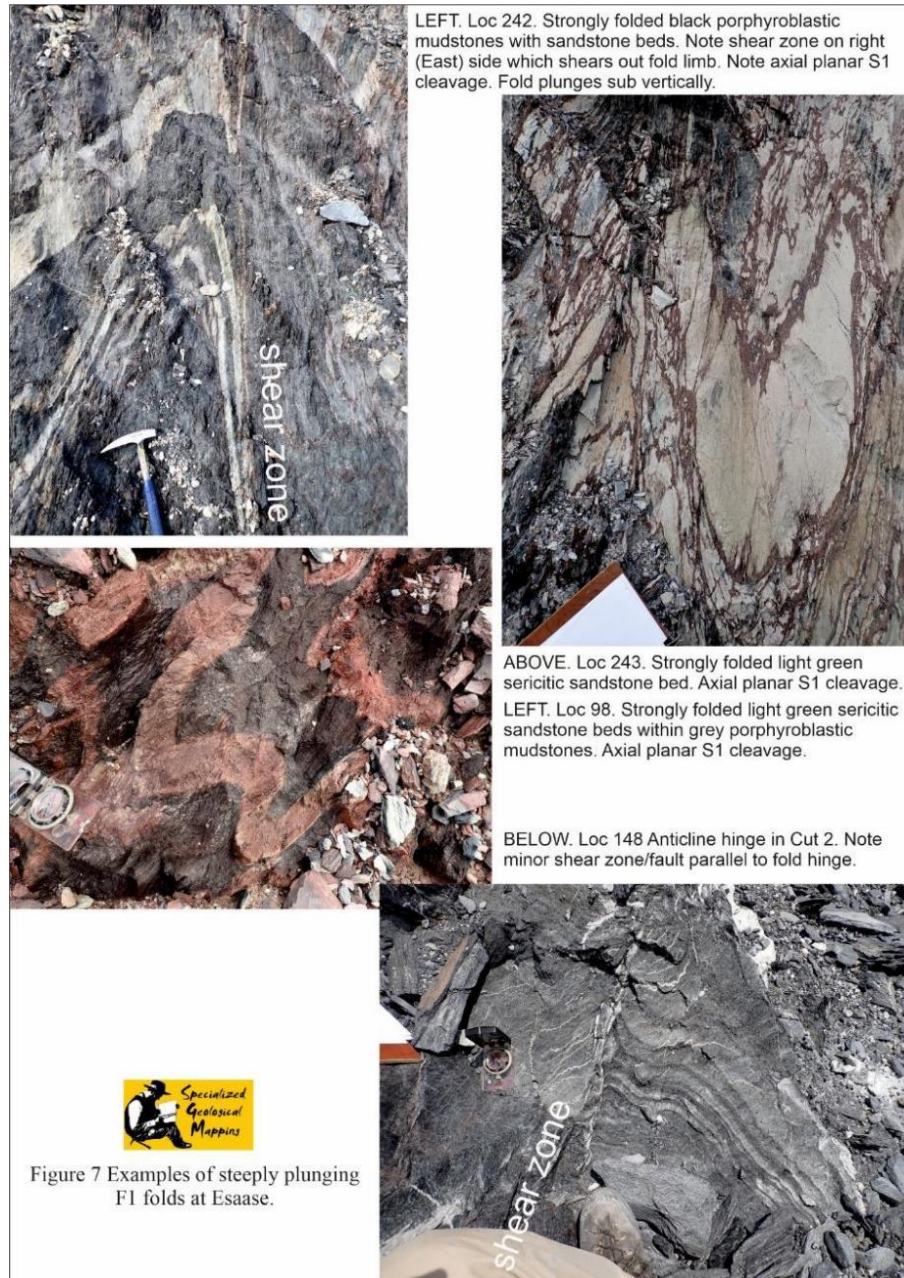 LEFT. Loc 242. Strongly folded black porphyroblastic
mudstones with sandstone beds. Note shear zone on right
(East) side which shears out fold limb. Note axial planar S1
cleavage. Fold plunges sub vertically.
shear zone
ABOVE. Loc 243. Strongly folded light green
sericitic sandstone bed. Axial planar S1 cleavage.
LEFT. Loc 98. Strongly folded light green sericitic
sandstone beds within grey porphyroblastic
mudstones. Axial planar S1 cleavage.
BELOW. Loc 148 Anticline hinge in Cut 2. Note
minor shear zone/fault parallel to fold hinge.
shear zone
Specialized
Geological
Mapping
Figure 7 Examples of steeply plunging
F1 folds at Esaase.